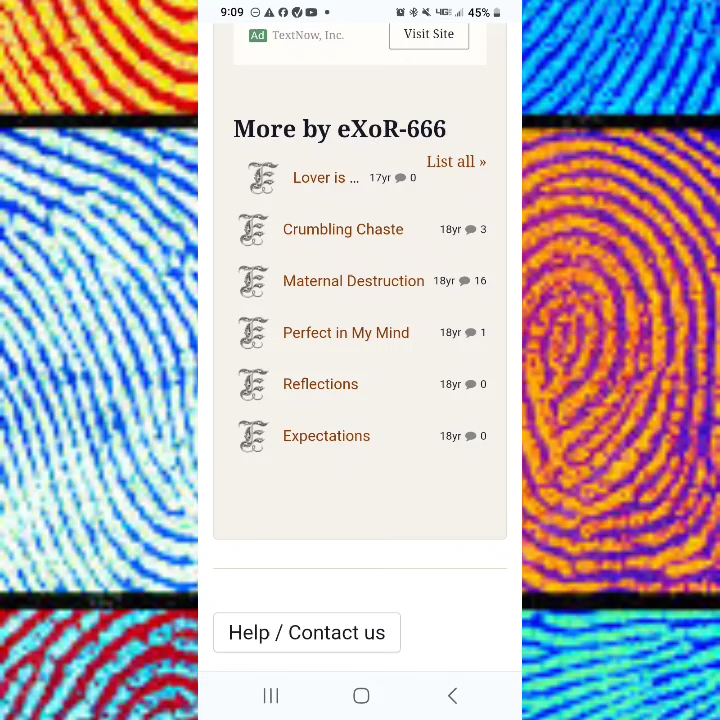 9:09 4GE 45%
Ad TextNow, Inc. Visit Site
More by eXoR-666
List all »
Lover is ... 17yr 0
Crumbling Chaste 18yr 3
Maternal Destruction 18yr 16
Perfect in My Mind 18yr 1
Reflections 18yr 0
Expectations 18yr 0
Help / Contact us